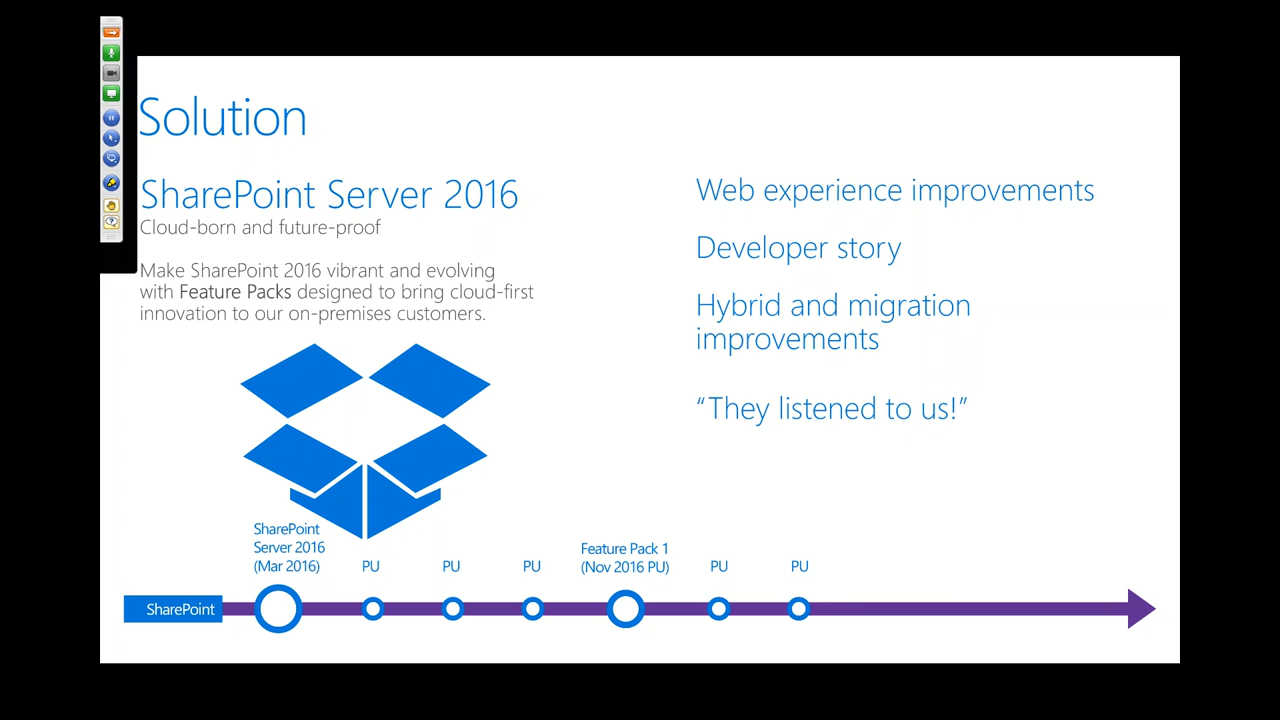 Solution
SharePoint Server 2016
Cloud-born and future-proof
Make SharePoint 2016 vibrant and evolving
with Feature Packs designed to bring cloud-first
innovation to our on-premises customers.
Web experience improvements
Developer story
Hybrid and migration
improvements
“They listened to us!”
SharePoint
Server 2016
(Mar 2016)
PU
PU
PU
Feature Pack 1
(Nov 2016 PU)
PU
PU
SharePoint